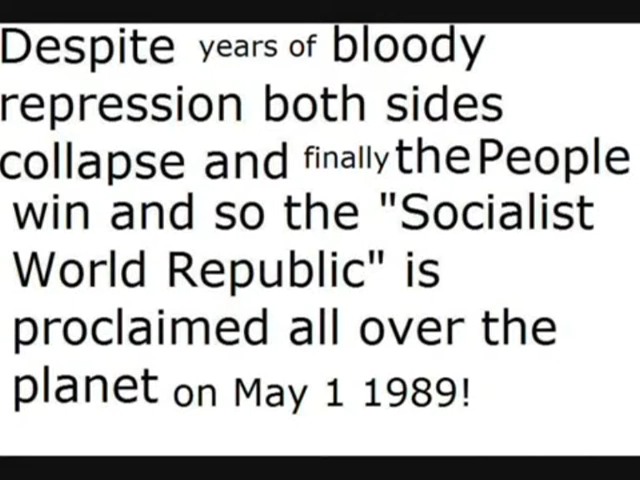 Despite years of bloody
repression both sides
collapse and finally the People
win and so the "Socialist
World Republic" is
proclaimed all over the
planet on May 1 1989!